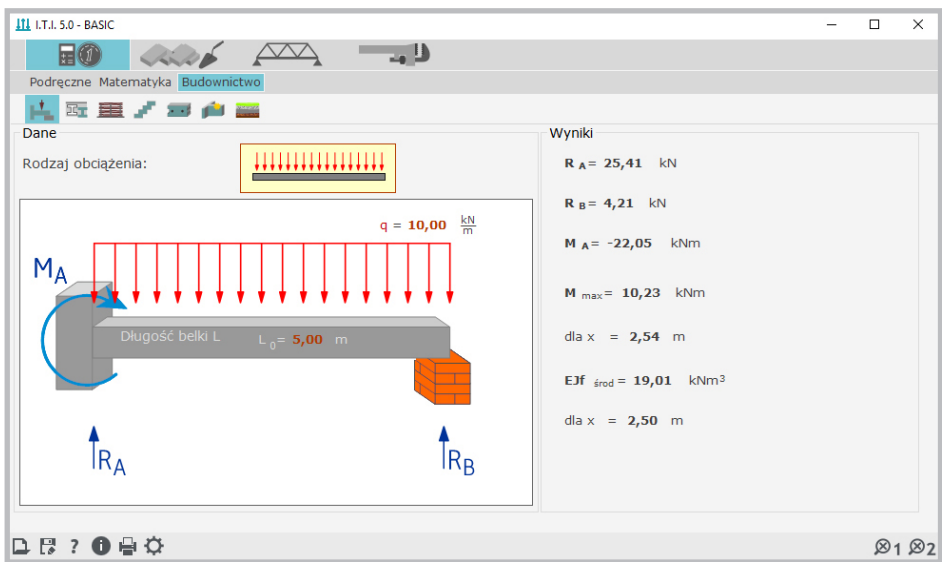 I.T.I. 5.0 - BASIC
Podręczne Matematyka Budownictwo
Dane
Rodzaj obciążenia:
q = 10,00 kN/m
MA
Długość belki L L 0= 5,00 m
RA
RB
Wyniki
R A= 25,41 kN
R B= 4,21 kN
M A= -22,05 kNm
M max= 10,23 kNm
dla x = 2,54 m
EJf środ= 19,01 kNm³
dla x = 2,50 m
? 1 2